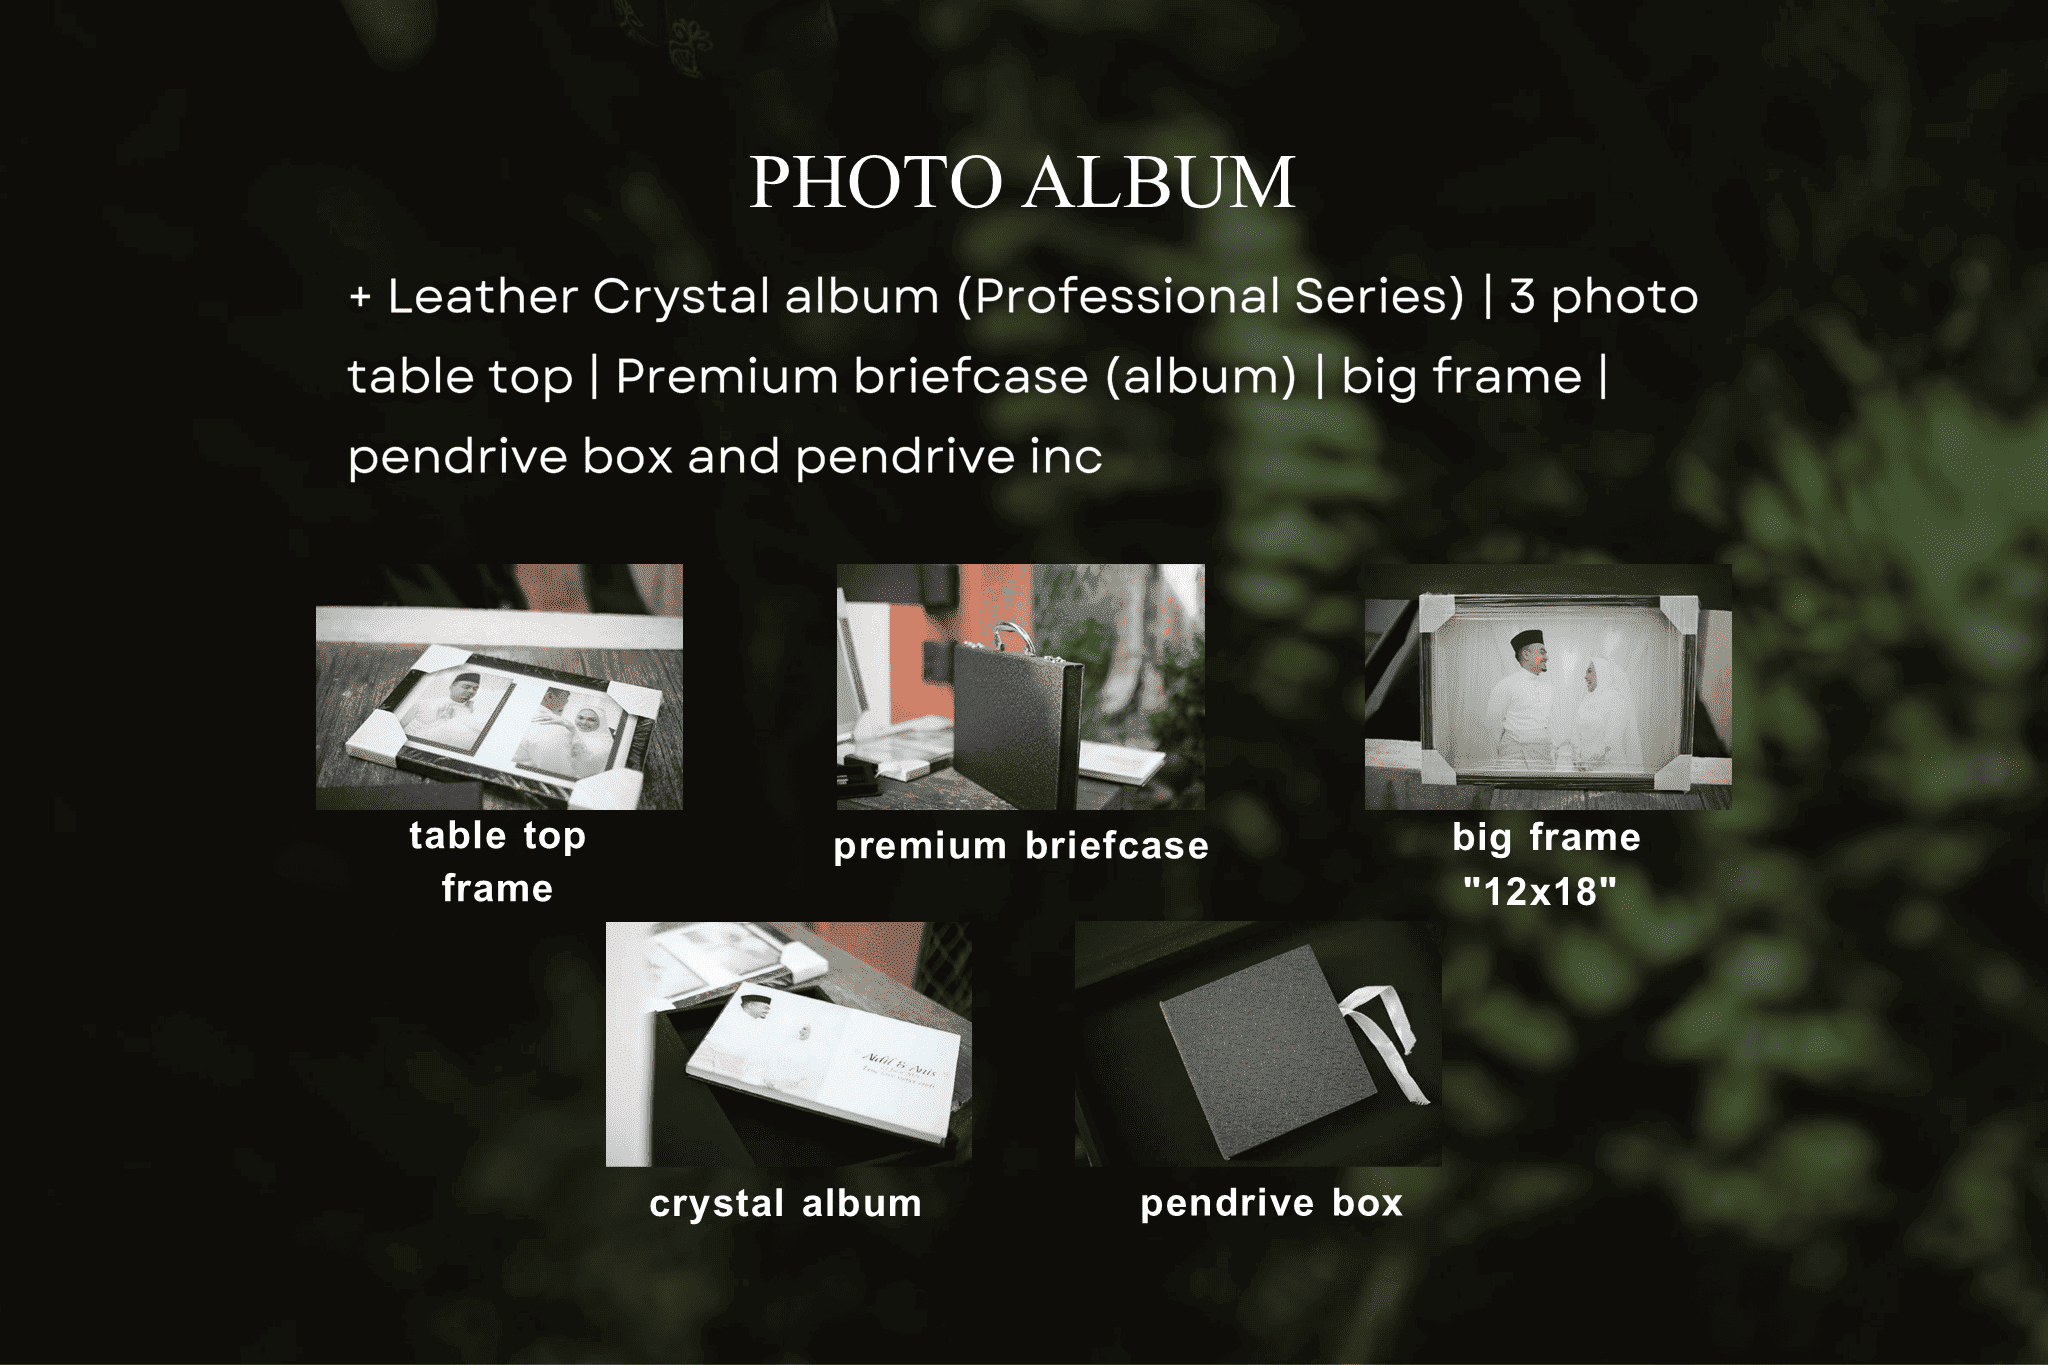 PHOTO ALBUM
+ Leather Crystal album (Professional Series) | 3 photo
table top | Premium briefcase (album) | big frame |
pendrive box and pendrive inc
table top
frame
premium briefcase
big frame
"12x18"
crystal album
pendrive box